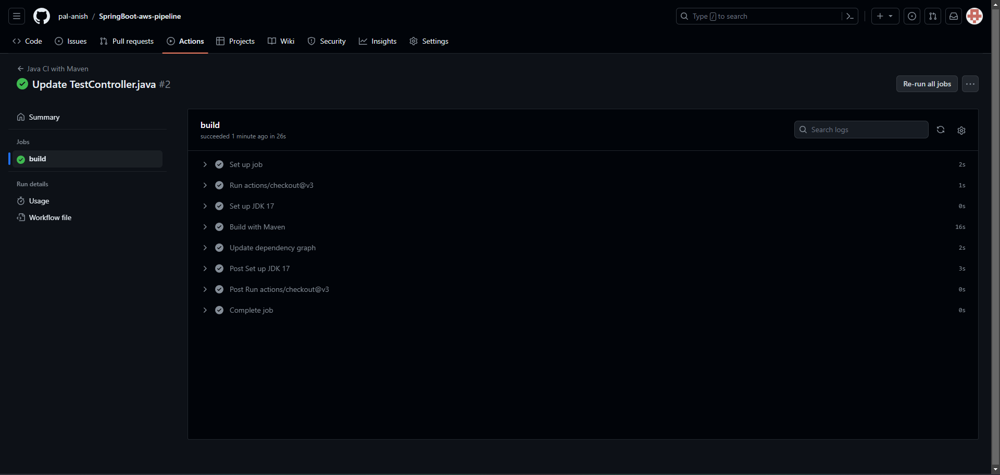 pal-anish / SpringBoot-aws-pipeline
Type / to search
Code Issues Pull requests Actions Projects Wiki Security Insights Settings
Java CI with Maven
Update TestController.java #2
Re-run all jobs
Summary
Jobs
build
Run details
Usage
Workflow file
build
succeeded 1 minute ago in 26s
Search logs
Set up job 2s
Run actions/checkout@v3 1s
Set up JDK 17 0s
Build with Maven 16s
Update dependency graph 2s
Post Set up JDK 17 3s
Post Run actions/checkout@v3 0s
Complete job 0s